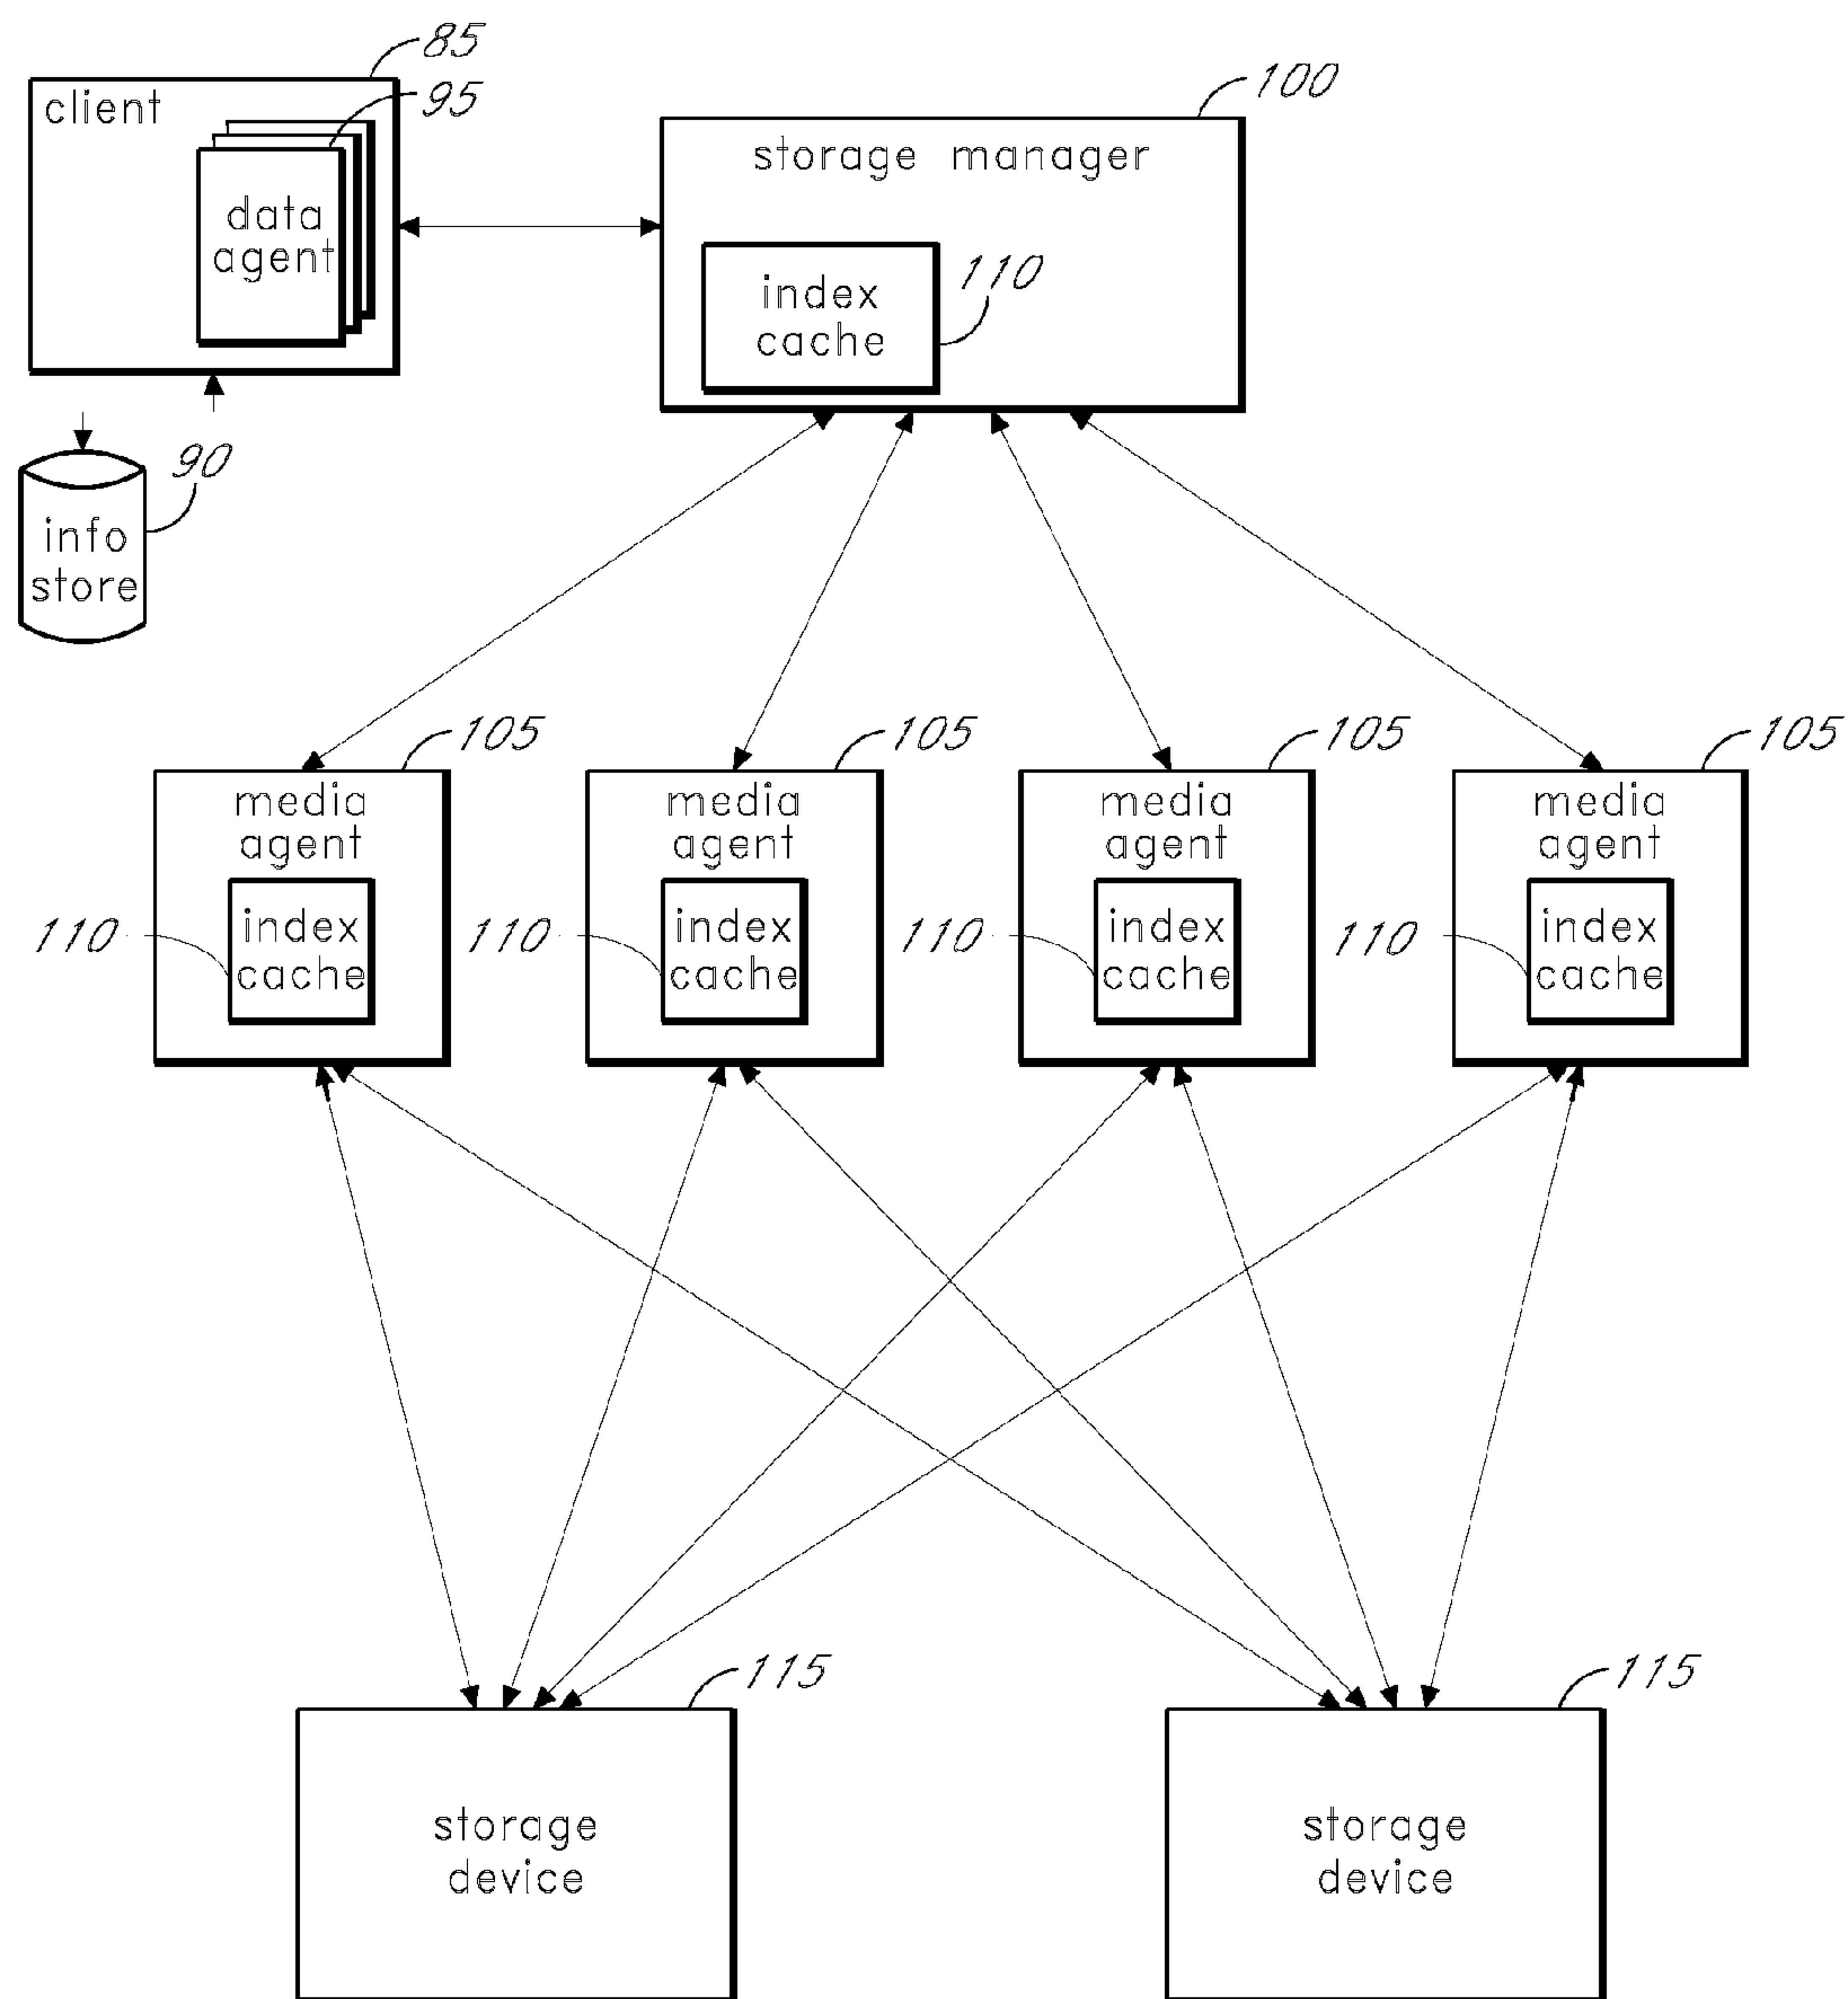 85
client
95
data
agent
100
storage manager
index
cache
110
90
info
store
105
105
105
105
media
agent
media
agent
media
agent
media
agent
110
index
cache
110
index
cache
110
index
cache
110
index
cache
115
115
storage
device
storage
device